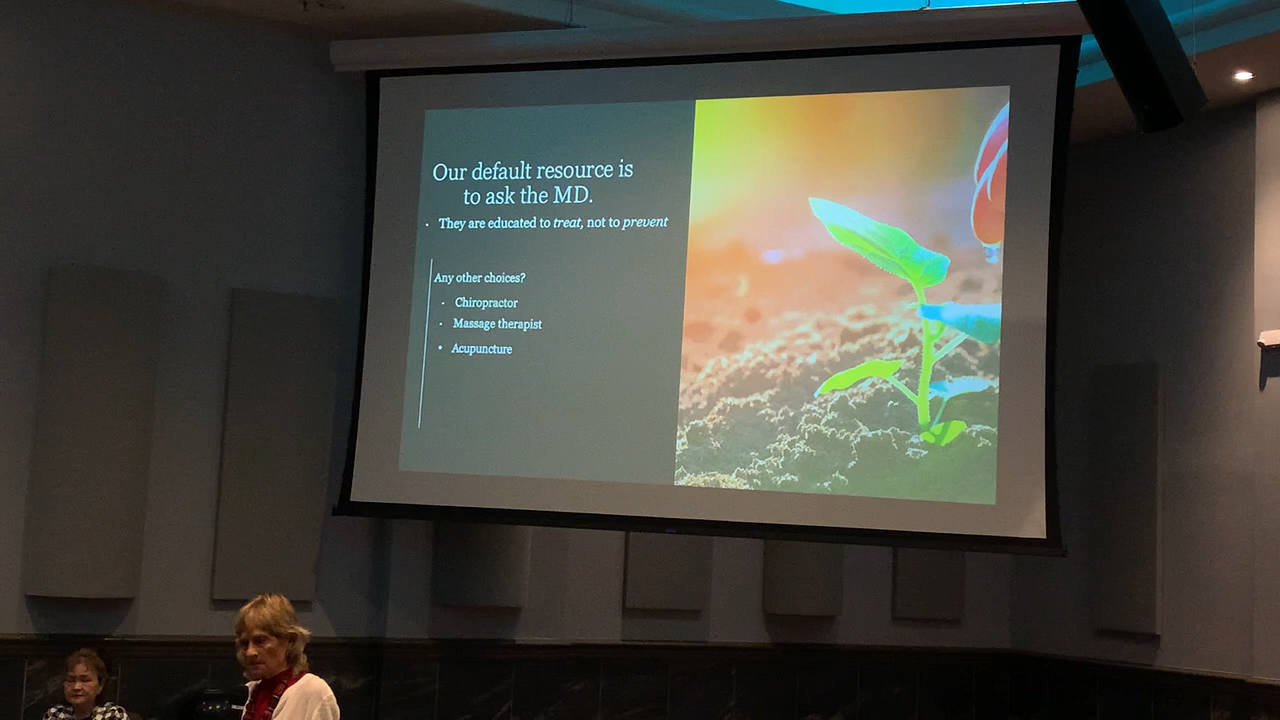 Our default resource is
to ask the MD.
• They are educated to treat, not to prevent
Any other choices?
• Chiropractor
• Massage therapist
• Acupuncture